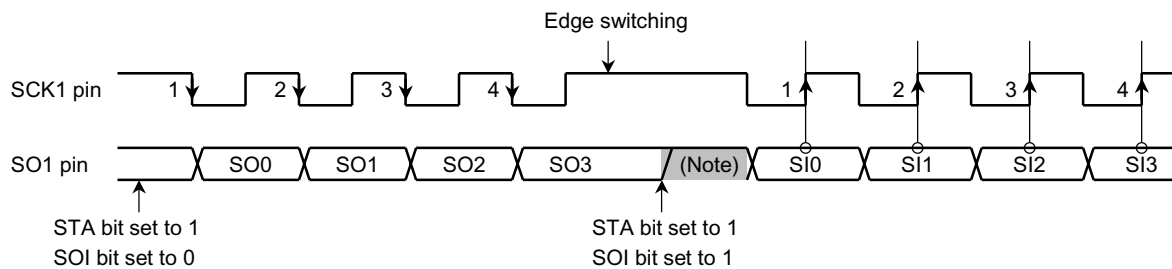 Edge switching
SCK1 pin 1 2 3 4 1 2 3 4
SO1 pin SO0 SO1 SO2 SO3 (Note) SI0 SI1 SI2 SI3
STA bit set to 1 STA bit set to 1
SOI bit set to 0 SOI bit set to 1